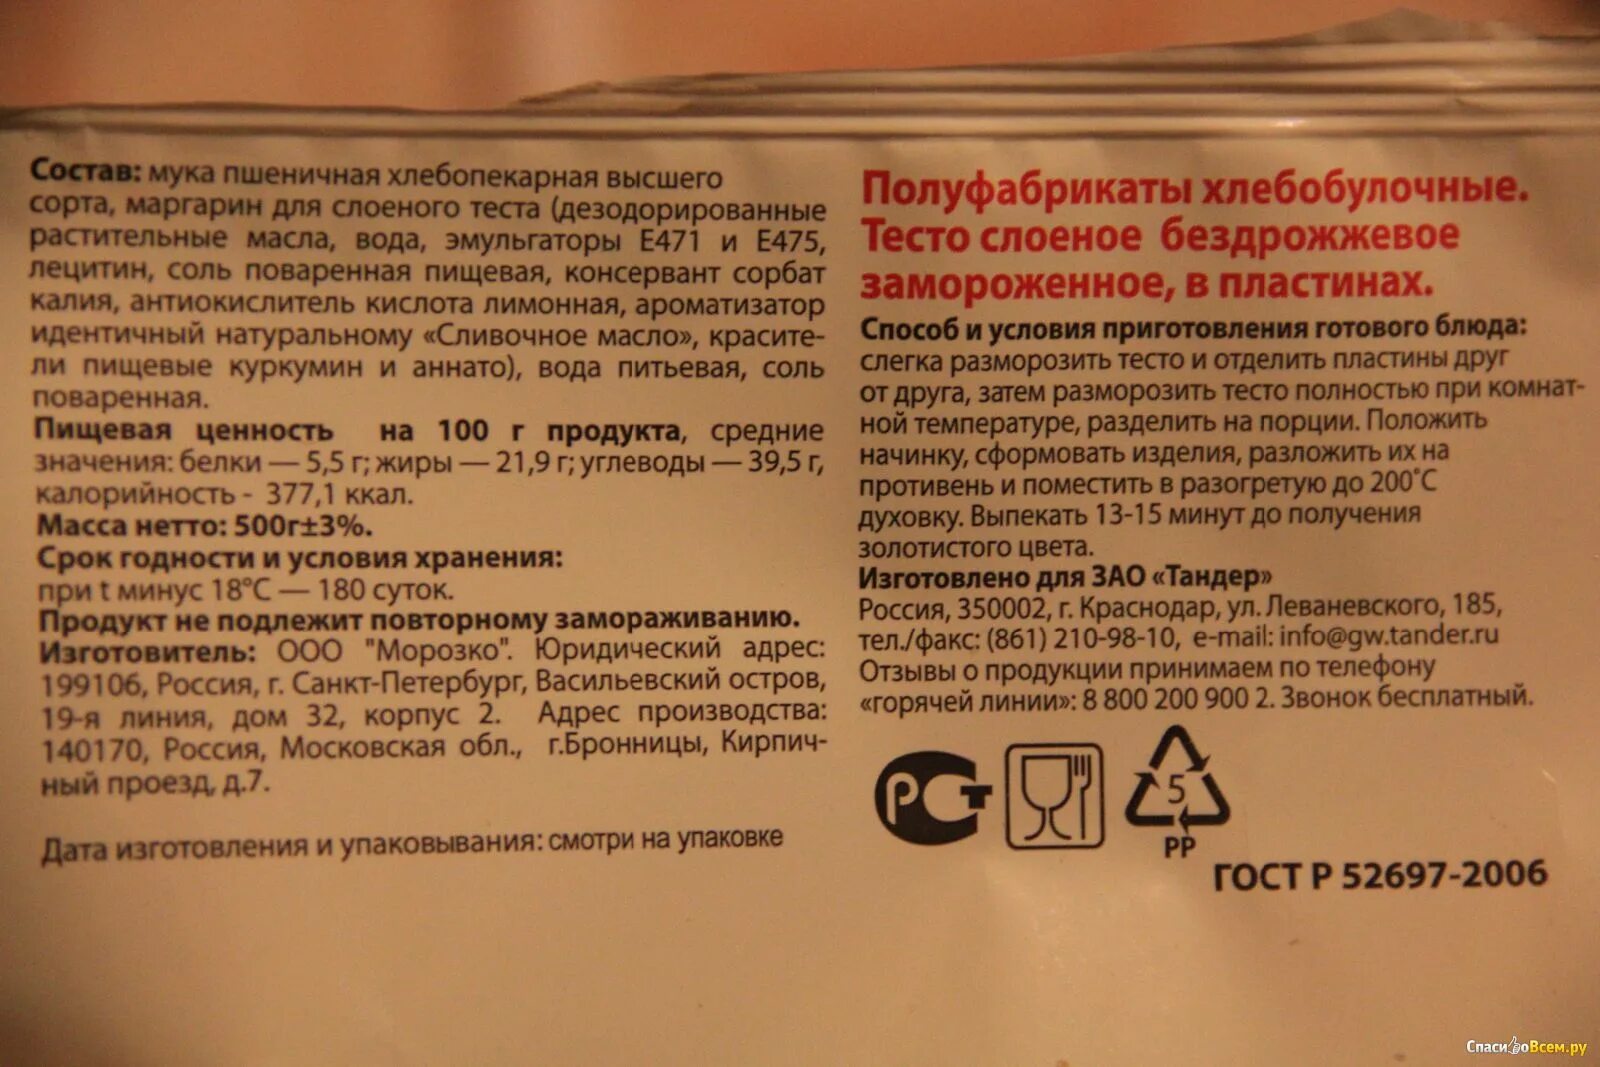 Состав: мука пшеничная хлебопекарная высшего
сорта, маргарин для слоеного теста (дезодорированные
растительные масла, вода, эмульгаторы Е471 и Е475,
лецитин, соль поваренная пищевая, консервант сорбат
калия, антиокислитель кислота лимонная, ароматизатор
идентичный натуральному «Сливочное масло», красите-
ли пищевые куркумин и аннато), вода питьевая, соль
поваренная.
Пищевая ценность на 100 г продукта, средние
значения: белки — 5,5 г; жиры — 21,9 г; углеводы — 39,5 г,
калорийность - 377,1 ккал.
Масса нетто: 500г±3%.
Срок годности и условия хранения:
при t минус 18°С — 180 суток.
Продукт не подлежит повторному замораживанию.
Изготовитель: ООО "Морозко". Юридический адрес:
199106, Россия, г. Санкт-Петербург, Васильевский остров,
19-я линия, дом 32, корпус 2. Адрес производства:
140170, Россия, Московская обл., г.Бронницы, Кирпич-
ный проезд, д.7.
Дата изготовления и упаковывания: смотри на упаковке
Полуфабрикаты хлебобулочные.
Тесто слоеное бездрожжевое
замороженное, в пластинах.
Способ и условия приготовления готового блюда:
слегка разморозить тесто и отделить пластины друг
от друга, затем разморозить тесто полностью при комнат-
ной температуре, разделить на порции. Положить
начинку, сформовать изделия, разложить их на
противень и поместить в разогретую до 200˚С
духовку. Выпекать 13-15 минут до получения
золотистого цвета.
Изготовлено для ЗАО «Тандер»
Россия, 350002, г. Краснодар, ул. Леваневского, 185,
тел./факс: (861) 210-98-10, e-mail: info@gw.tander.ru
Отзывы о продукции принимаем по телефону
«горячей линии»: 8 800 200 900 2. Звонок бесплатный.
РСТ
5
PP
ГОСТ Р 52697-2006
СпасибоВсем.ру